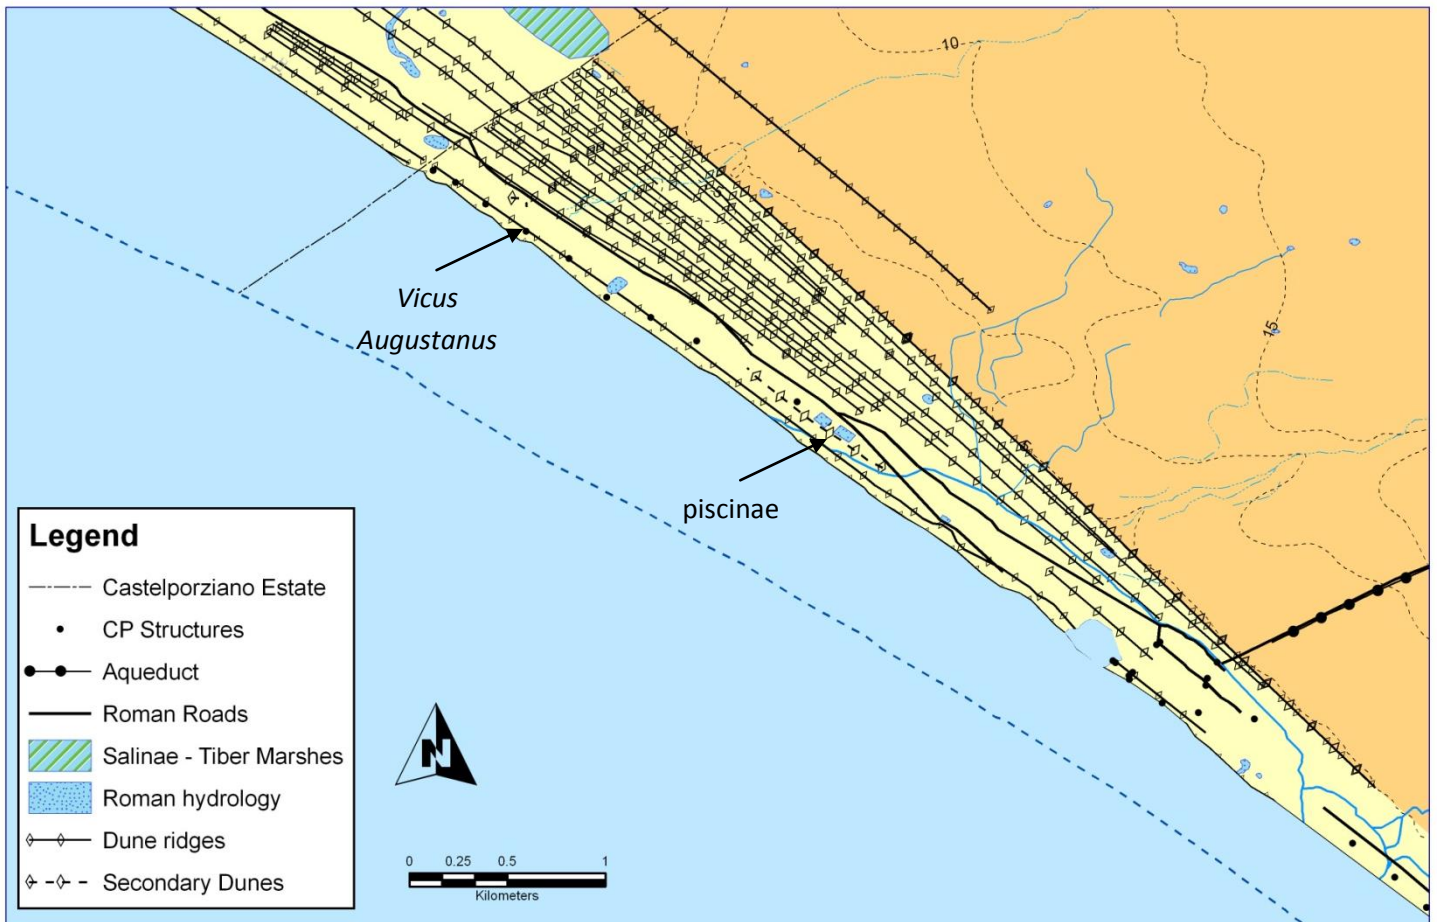 10
15
Vicus
Augustanus
piscinae
Legend
Castelporziano Estate
CP Structures
Aqueduct
Roman Roads
Salinae - Tiber Marshes
Roman hydrology
Dune ridges
Secondary Dunes
N
0 0.25 0.5 1
Kilometers